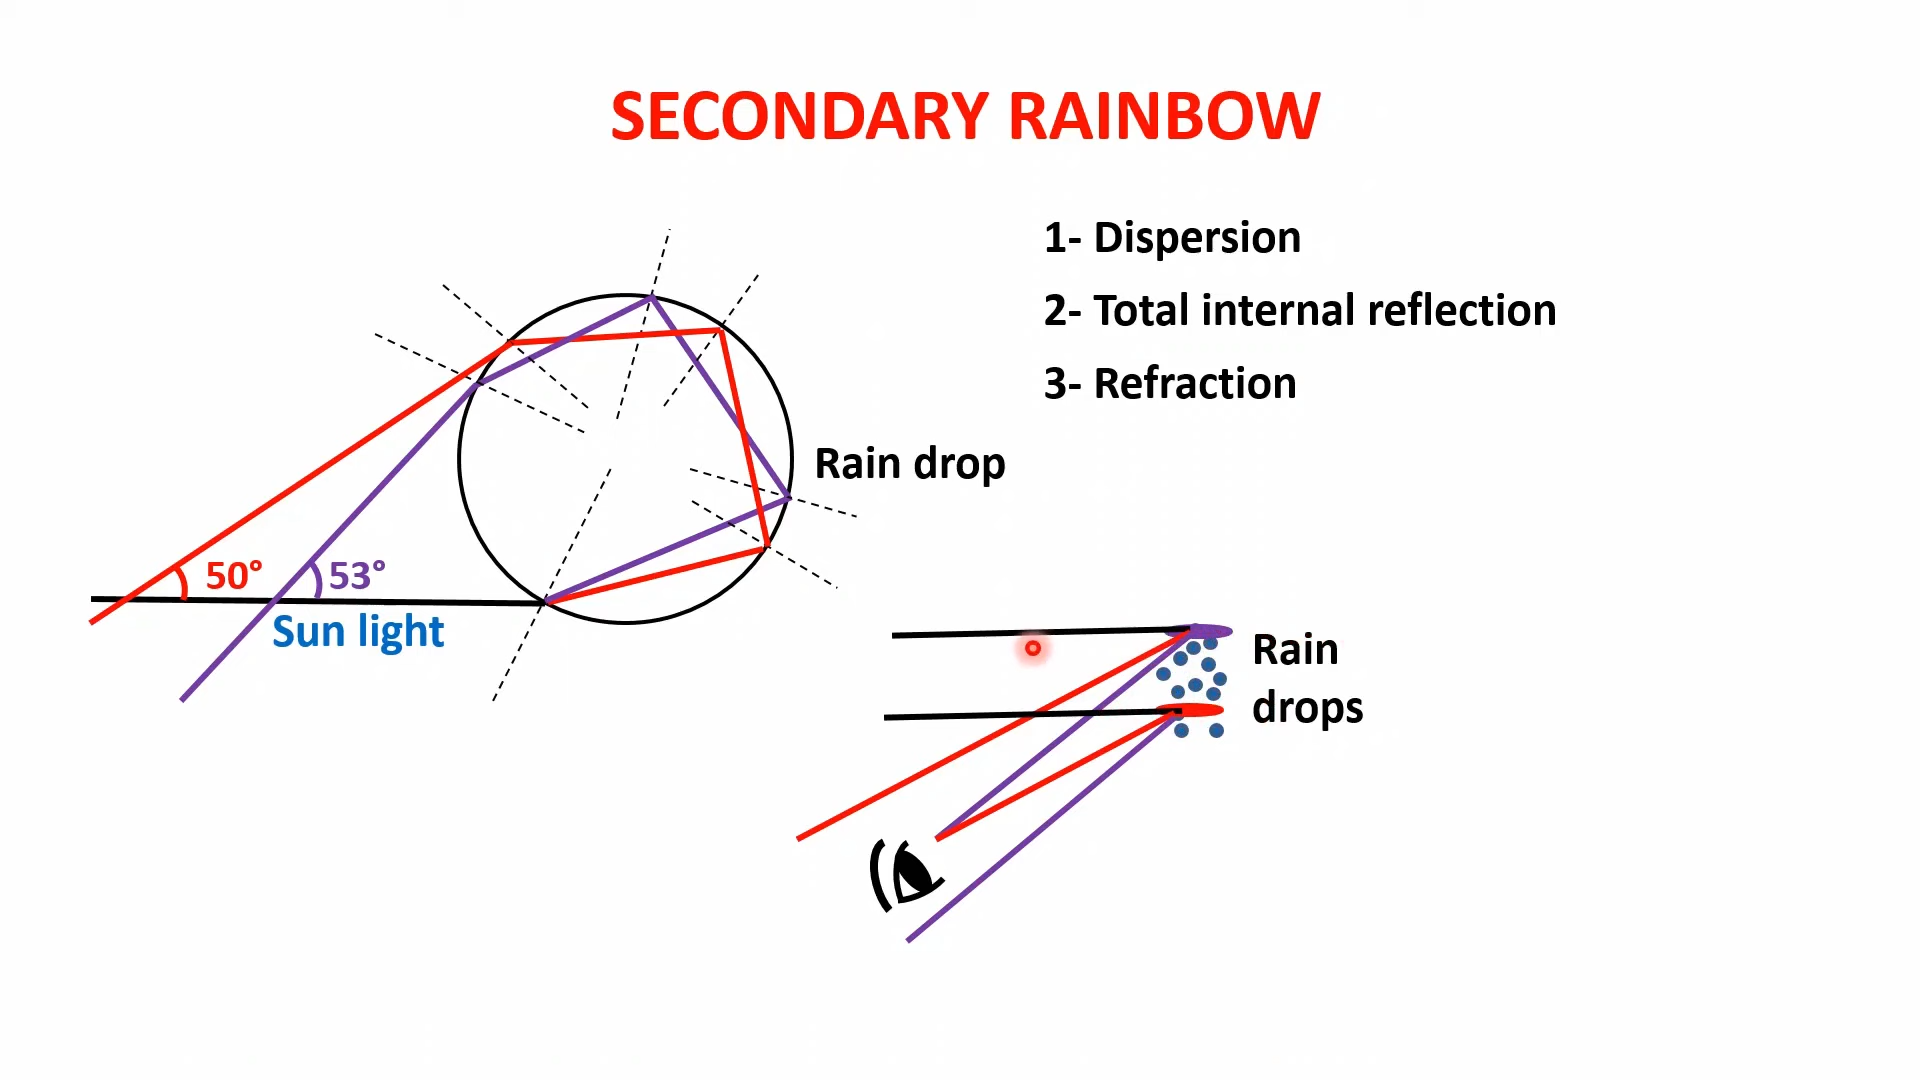 SECONDARY RAINBOW
1- Dispersion
2- Total internal reflection
3- Refraction
Rain drop
50° 53°
Sun light
Rain
drops